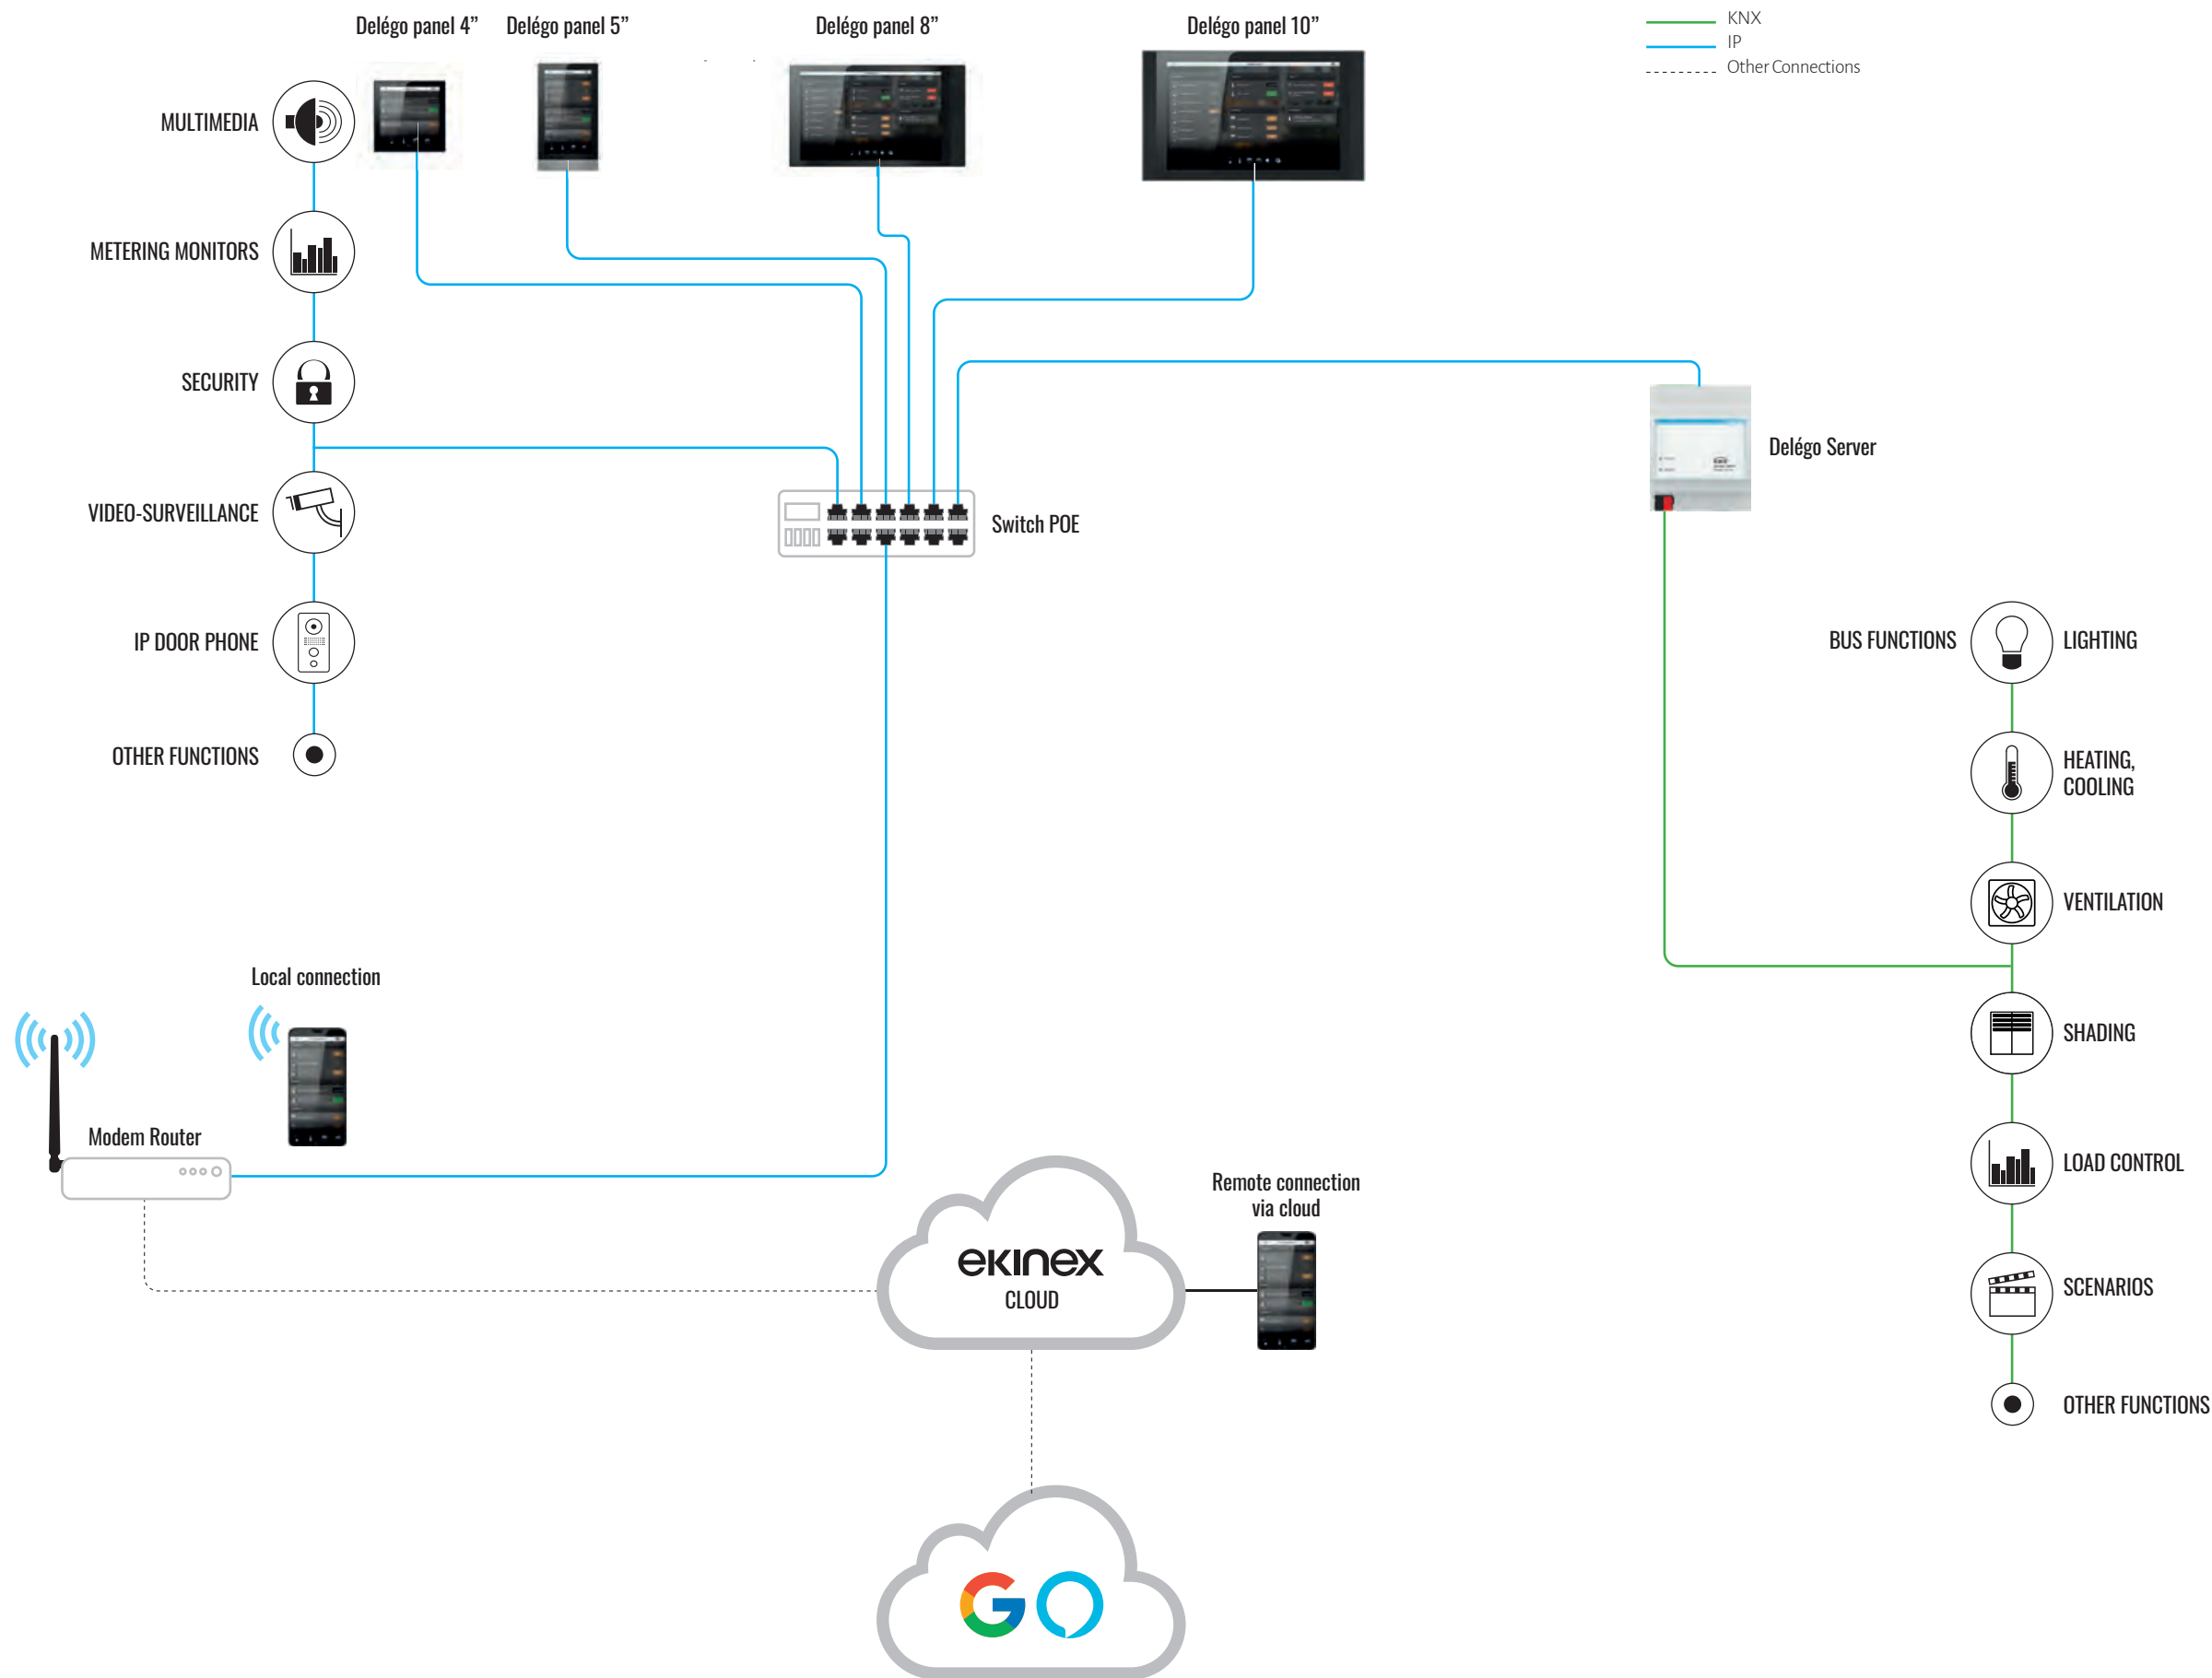 Delégo panel 4”
Delégo panel 5”
Delégo panel 8”
Delégo panel 10”
KNX
IP
Other Connections
MULTIMEDIA
METERING MONITORS
SECURITY
VIDEO-SURVEILLANCE
IP DOOR PHONE
OTHER FUNCTIONS
Switch POE
Delégo Server
BUS FUNCTIONS
LIGHTING
HEATING,
COOLING
VENTILATION
SHADING
LOAD CONTROL
SCENARIOS
OTHER FUNCTIONS
Local connection
Modem Router
Remote connection
via cloud
ekinex
CLOUD
G